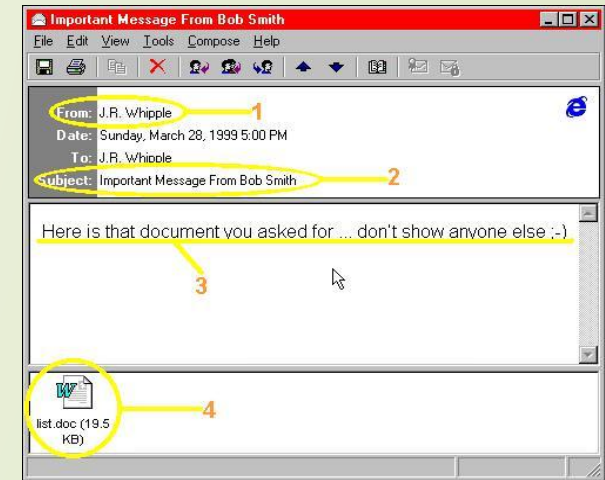 Important Message From Bob Smith
File Edit View Tools Compose Help
From: J.R. Whipple 1
Date: Sunday, March 28, 1999 5:00 PM
To: J.R. Whipple
Subject: Important Message From Bob Smith 2
Here is that document you asked for ... don't show anyone else ;-)
3
W
list.doc (19.5 4
KB)